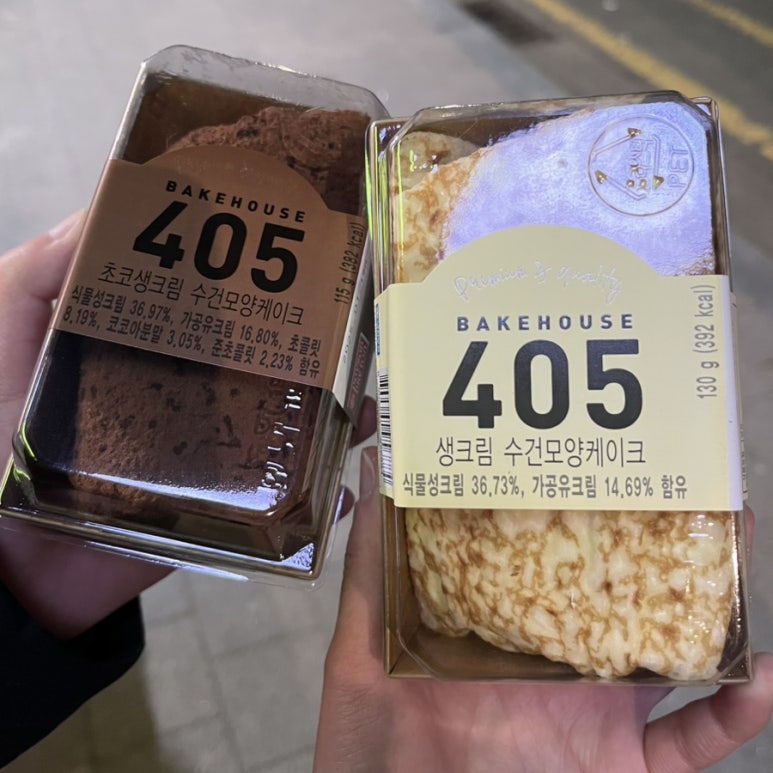 BAKEHOUSE
405
초코생크림 수건모양케이크
식물성크림 36,97%, 가공유크림 16,80%, 초콜릿
8,19%, 코코아분말 3,05%, 준초콜릿 2,23% 함유
115 g (392 kcal)
PET
Premium & quality
BAKEHOUSE
405
생크림 수건모양케이크
식물성크림 36,73%, 가공유크림 14,69% 함유
130 g (392 kcal)